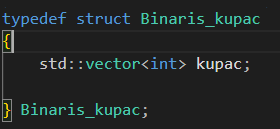 typedef struct Binaris_kupac
{
    std::vector<int> kupac;
} Binaris_kupac;